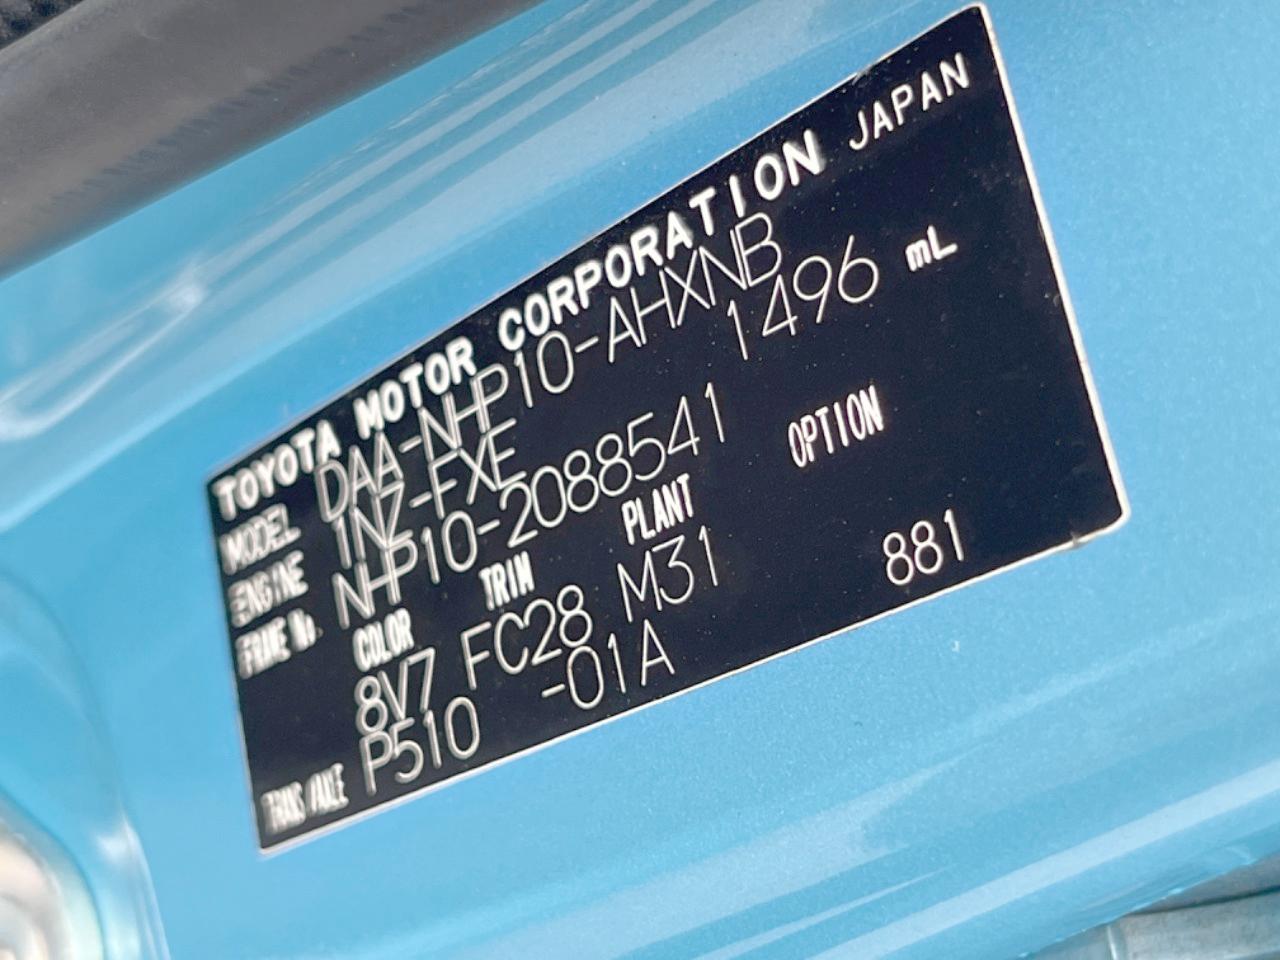 TOYOTA MOTOR CORPORATION JAPAN
MODEL DAA-NHP10-AHXNB
ENGINE 1NZ-FXE 1496 mL
FRAME No. NHP10-2088541
COLOR TRIM PLANT OPTION
8V7 FC28 M31 881
TRANS/AXLE P510 -01A